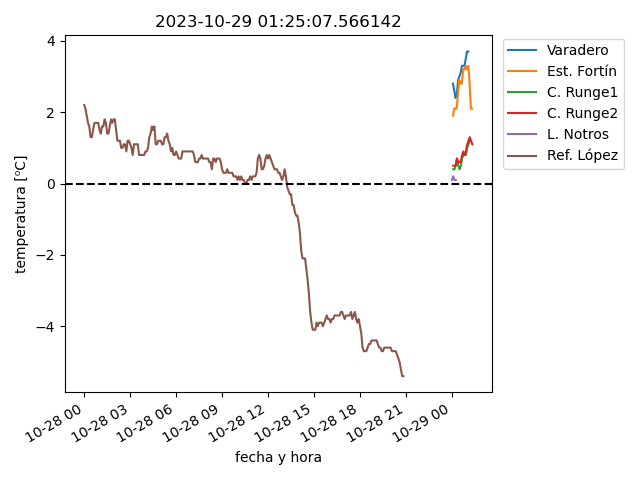 2023-10-29 01:25:07.566142
temperatura [ºC]
4
2
0
−2
−4
10-28 00
10-28 03
10-28 06
10-28 09
10-28 12
10-28 15
10-28 18
10-28 21
10-29 00
fecha y hora
Varadero
Est. Fortín
C. Runge1
C. Runge2
L. Notros
Ref. López